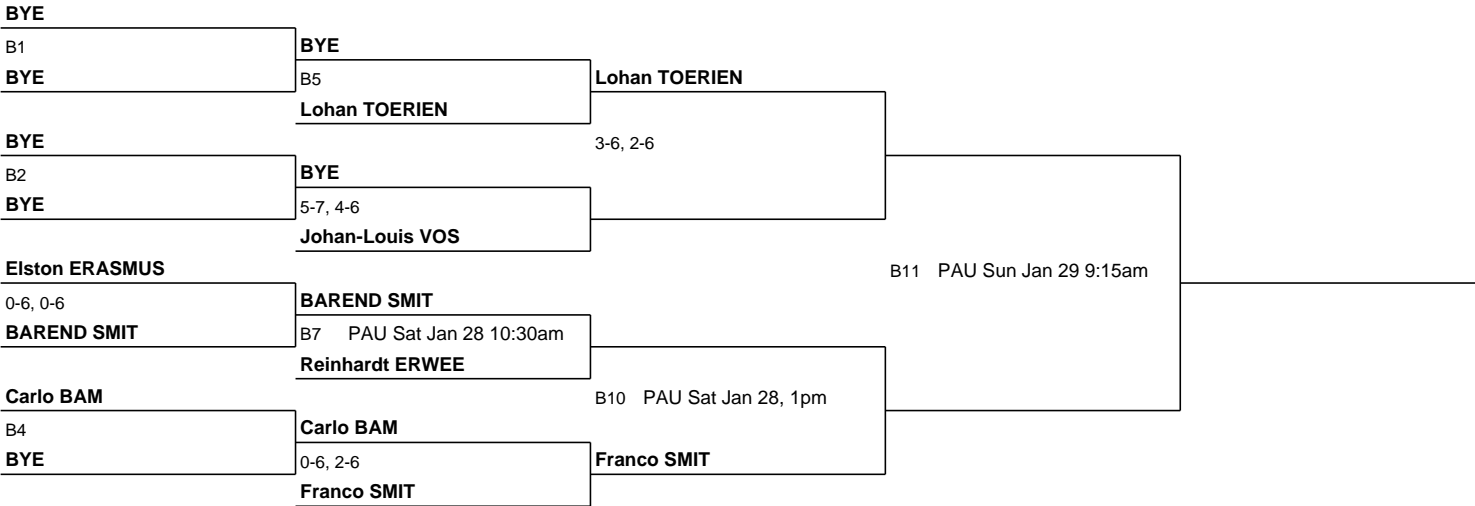 BYE
B1
BYE
BYE
B5
Lohan TOERIEN
Lohan TOERIEN
3-6, 2-6
BYE
B2
BYE
BYE
5-7, 4-6
Johan-Louis VOS
Elston ERASMUS
0-6, 0-6
BAREND SMIT
BAREND SMIT
B7 PAU Sat Jan 28 10:30am
Reinhardt ERWEE
B10 PAU Sat Jan 28, 1pm
Carlo BAM
B4
BYE
Carlo BAM
0-6, 2-6
Franco SMIT
Franco SMIT
B11 PAU Sun Jan 29 9:15am